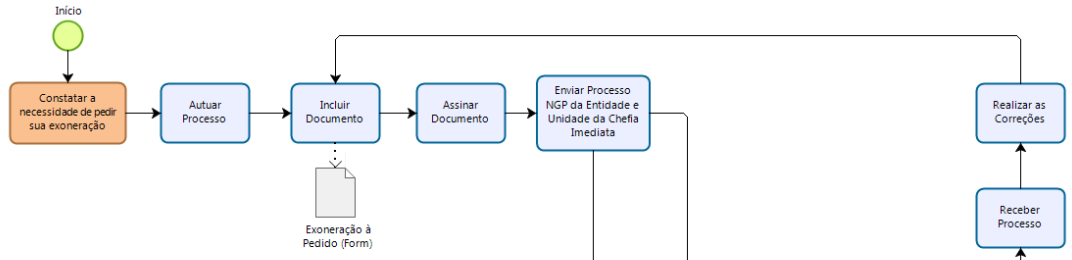 Início
Constatar a
necessidade de pedir
sua exoneração
Autuar
Processo
Incluir
Documento
Assinar
Documento
Enviar Processo
NGP da Entidade e
Unidade da Chefia
Imediata
Realizar as
Correções
Receber
Processo
Exoneração à
Pedido (Form)